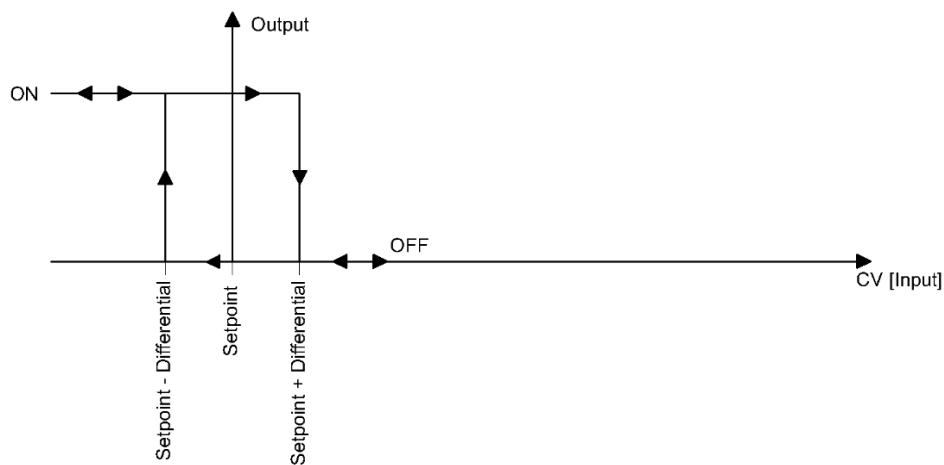 Output
ON
OFF
CV [Input]
Setpoint - Differential
Setpoint
Setpoint + Differential